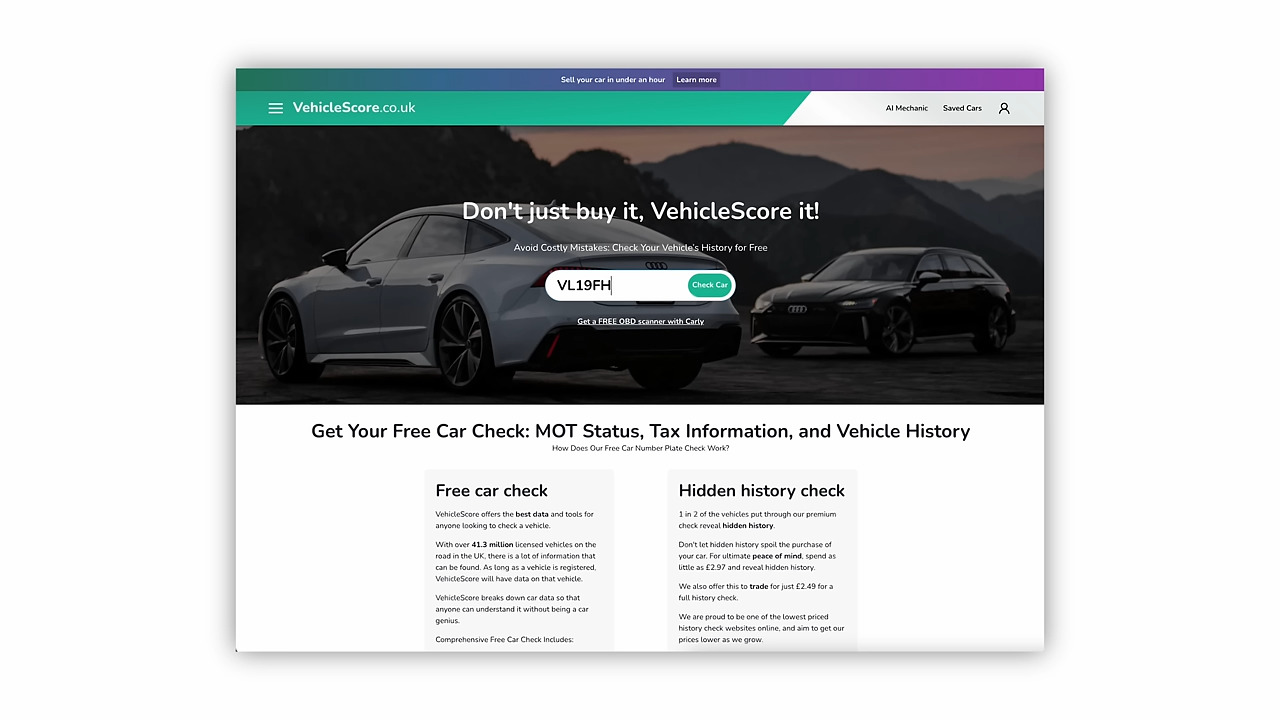 Sell your car in under an hour Learn more
VehicleScore.co.uk AI Mechanic Saved Cars
Don't just buy it, VehicleScore it!
Avoid Costly Mistakes: Check Your Vehicle's History for Free
VL19FH Check Car
Get a FREE OBD scanner with Carly
Get Your Free Car Check: MOT Status, Tax Information, and Vehicle History
How Does Our Free Car Number Plate Check Work?
Free car check
VehicleScore offers the best data and tools for
anyone looking to check a vehicle.
With over 41.3 million licensed vehicles on the
road in the UK, there is a lot of information that
can be found. As long as a vehicle is registered,
VehicleScore will have data on that vehicle.
VehicleScore breaks down car data so that
anyone can understand it without being a car
genius.
Comprehensive Free Car Check Includes:
Hidden history check
1 in 2 of the vehicles put through our premium
check reveal hidden history.
Don't let hidden history spoil the purchase of
your car. For ultimate peace of mind, spend as
little as £2.97 and reveal hidden history.
We also offer this to trade for just £2.49 for a
full history check.
We are proud to be one of the lowest priced
history check websites online, and aim to get our
prices lower as we grow.